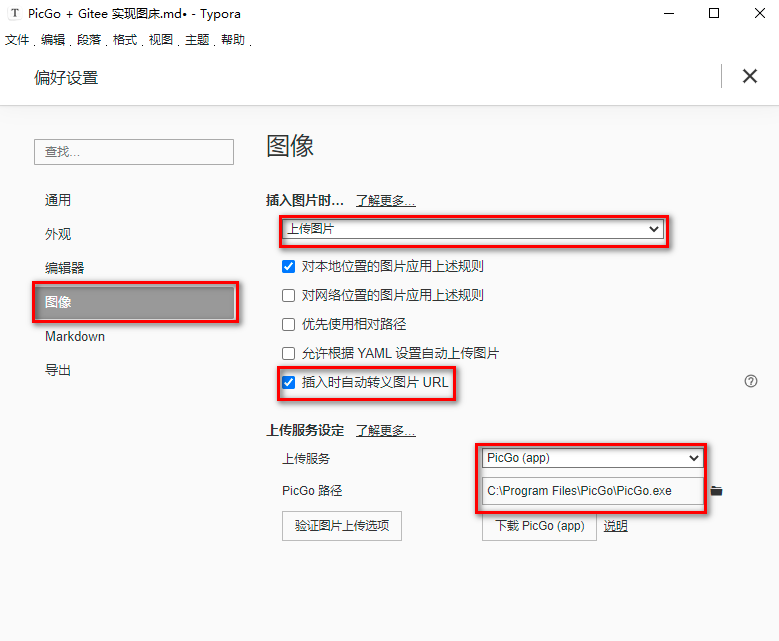 T PicGo + Gitee 实现图床.md• - Typora
文件 编辑 段落 格式 视图 主题 帮助
偏好设置
查找...
通用
外观
编辑器
图像
Markdown
导出
图像
插入图片时... 了解更多...
上传图片
对本地位置的图片应用上述规则
对网络位置的图片应用上述规则
优先使用相对路径
允许根据 YAML 设置自动上传图片
插入时自动转义图片 URL
上传服务设定 了解更多...
上传服务 PicGo (app)
PicGo 路径 C:\Program Files\PicGo\PicGo.exe
验证图片上传选项 下载 PicGo (app) 说明